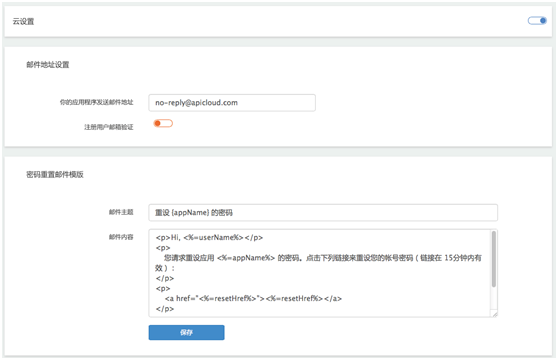 云设置
邮件地址设置
你的应用程序发送邮件地址
no-reply@apicloud.com
注册用户邮箱验证
密码重置邮件模版
邮件主题
重设 {appName} 的密码
邮件内容
<p>Hi, <%=userName%></p>
<p>
您请求重设应用 <%=appName%> 的密码。点击下列链接来重设您的帐号密码（链接在 15分钟内有
效）：
</p>
<p>
<a href="<%=resetHref%>"><%=resetHref%></a>
</p>
保存